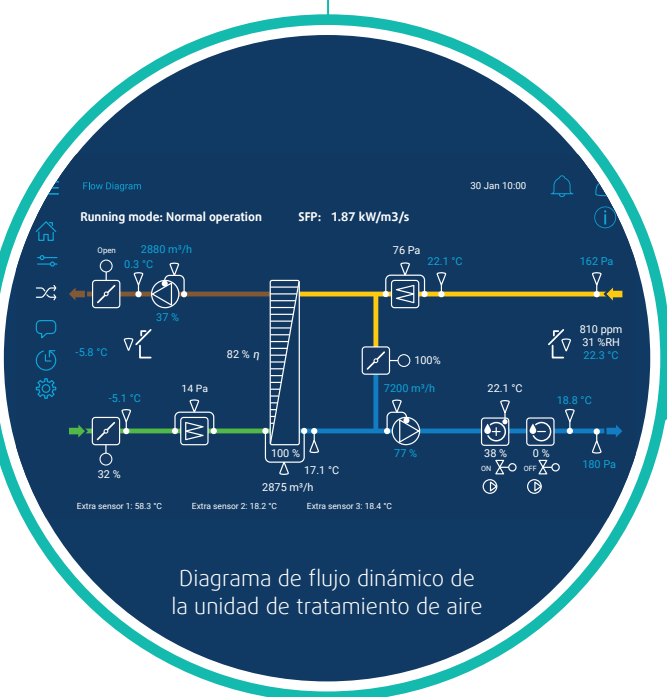 Flow Diagram
30 Jan 10:00
Running mode: Normal operation
SFP: 1.87 kW/m3/s
Open
2880 m³/h
76 Pa
0.3 °C
22.1 °C
162 Pa
37 %
810 ppm
31 %RH
22.3 °C
-5.8 °C
82 % η
100%
14 Pa
7200 m³/h
22.1 °C
-5.1 °C
18.8 °C
32 %
100 %
17.1 °C
77 %
38 %
0 %
180 Pa
ON
OFF
2875 m³/h
Extra sensor 1: 58.3 °C
Extra sensor 2: 18.2 °C
Extra sensor 3: 18.4 °C
Diagrama de flujo dinámico de
la unidad de tratamiento de aire